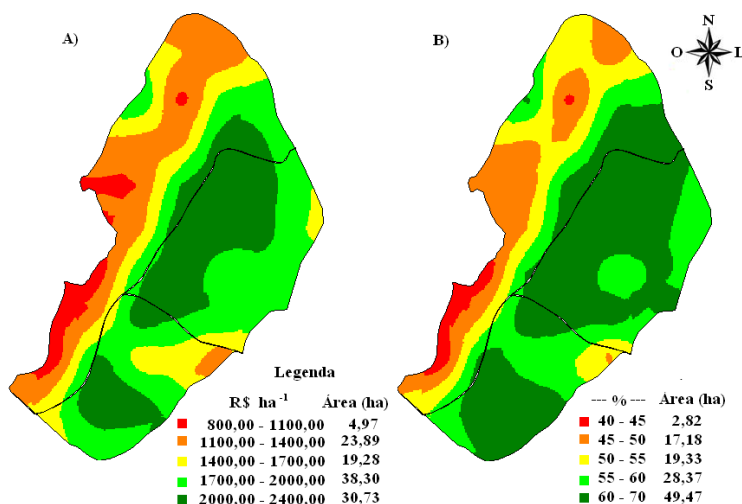 A)
B)
N
O
L
S
Legenda
R$ ha -1 Área (ha)
800,00 - 1100,00 4,97
1100,00 - 1400,00 23,89
1400,00 - 1700,00 19,28
1700,00 - 2000,00 38,30
2000,00 - 2400,00 30,73
--- % --- Área (ha)
40 - 45 2,82
45 - 50 17,18
50 - 55 19,33
55 - 60 28,37
60 - 70 49,47